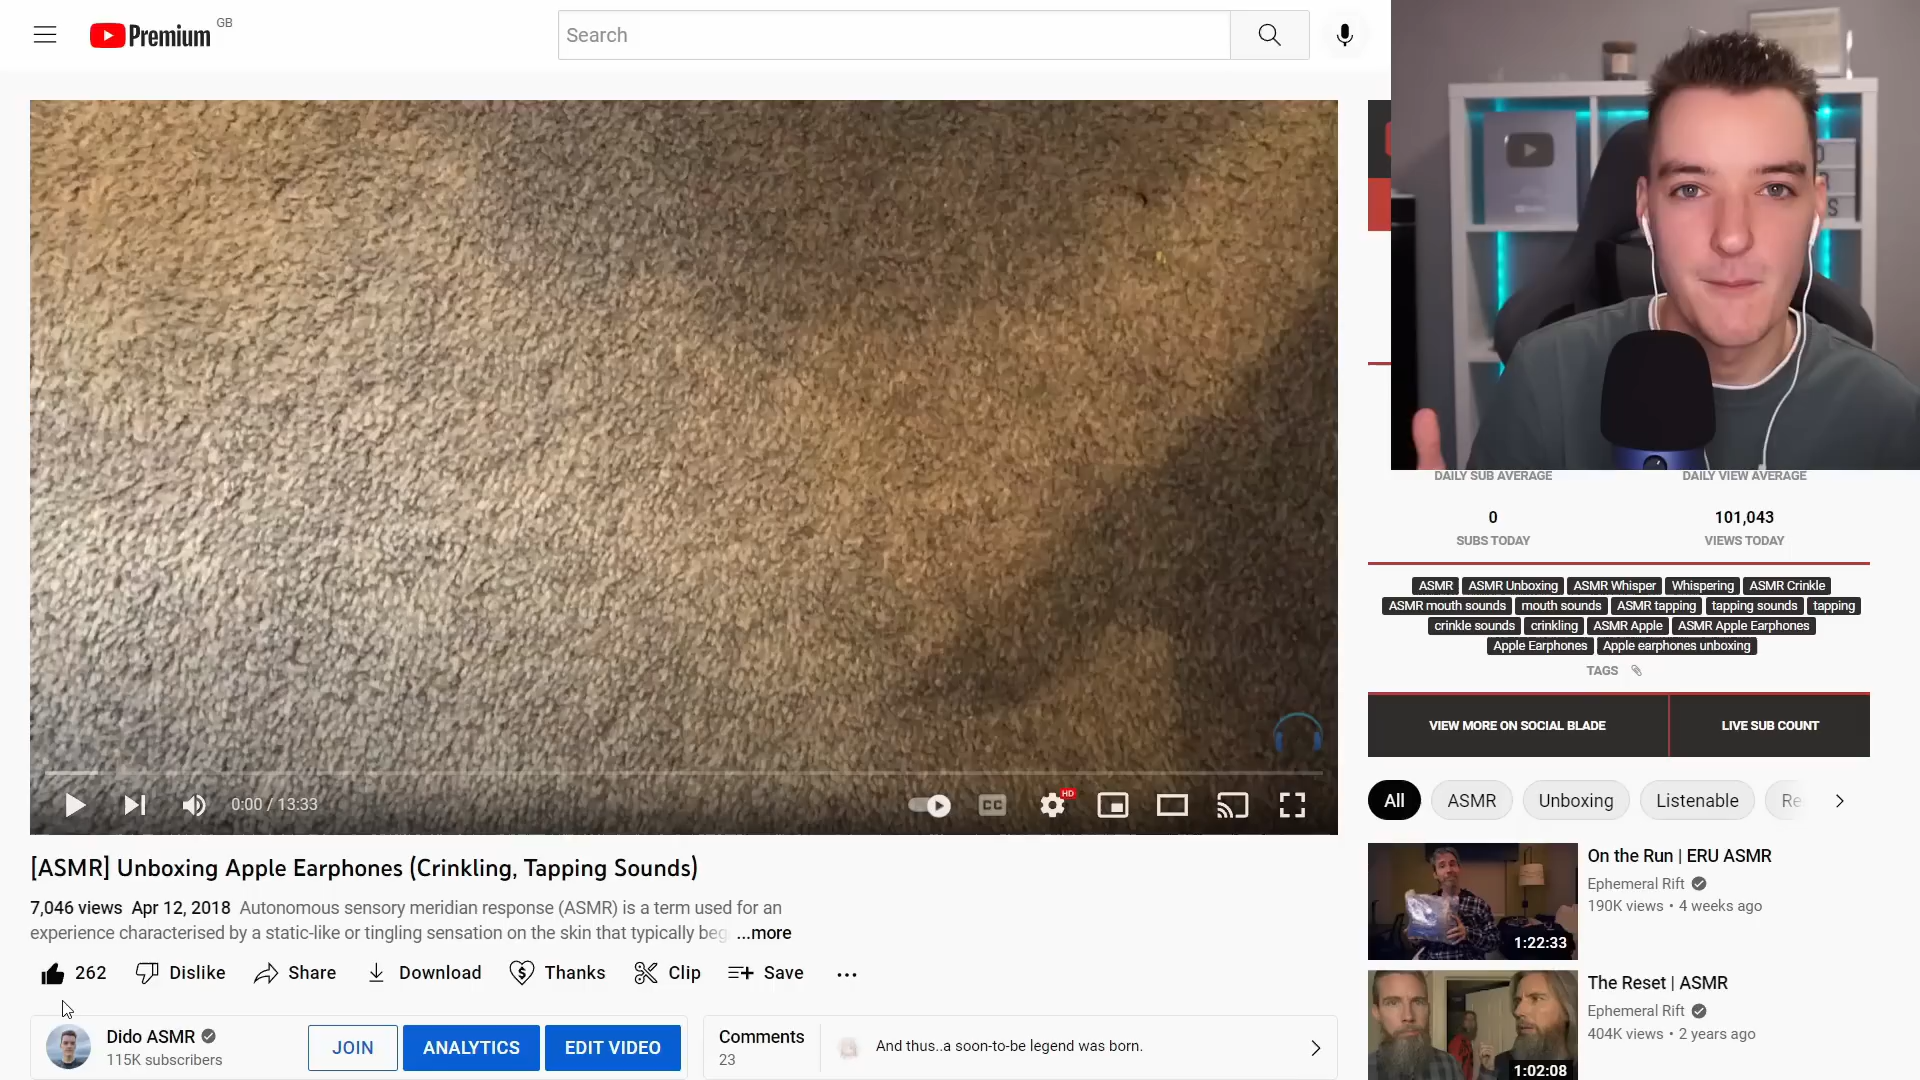 Premium
GB
Search
DAILY SUB AVERAGE
DAILY VIEW AVERAGE
0
101,043
SUBS TODAY
VIEWS TODAY
ASMR ASMR Unboxing ASMR Whisper Whispering ASMR Crinkle
ASMR mouth sounds mouth sounds ASMR tapping tapping sounds tapping
crinkle sounds crinkling ASMR Apple ASMR Apple Earphones
Apple Earphones Apple earphones unboxing
TAGS
VIEW MORE ON SOCIAL BLADE
LIVE SUB COUNT
0:00 / 13:33
CC
HD
All
ASMR
Unboxing
Listenable
Re
[ASMR] Unboxing Apple Earphones (Crinkling, Tapping Sounds)
7,046 views Apr 12, 2018 Autonomous sensory meridian response (ASMR) is a term used for an
experience characterised by a static-like or tingling sensation on the skin that typically beg ...more
262
Dislike
Share
Download
Thanks
Clip
Save
Dido ASMR
115K subscribers
JOIN
ANALYTICS
EDIT VIDEO
Comments
23
And thus..a soon-to-be legend was born.
On the Run | ERU ASMR
Ephemeral Rift
190K views • 4 weeks ago
1:22:33
The Reset | ASMR
Ephemeral Rift
404K views • 2 years ago
1:02:08